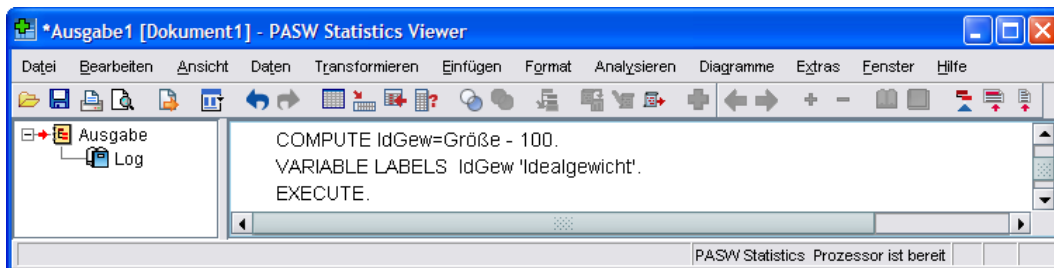 *Ausgabe1 [Dokument1] - PASW Statistics Viewer
Datei Bearbeiten Ansicht Daten Transformieren Einfügen Format Analysieren Diagramme Extras Fenster Hilfe
Ausgabe
Log
COMPUTE IdGew=Größe - 100.
VARIABLE LABELS  IdGew 'Idealgewicht'.
EXECUTE.
PASW Statistics Prozessor ist bereit